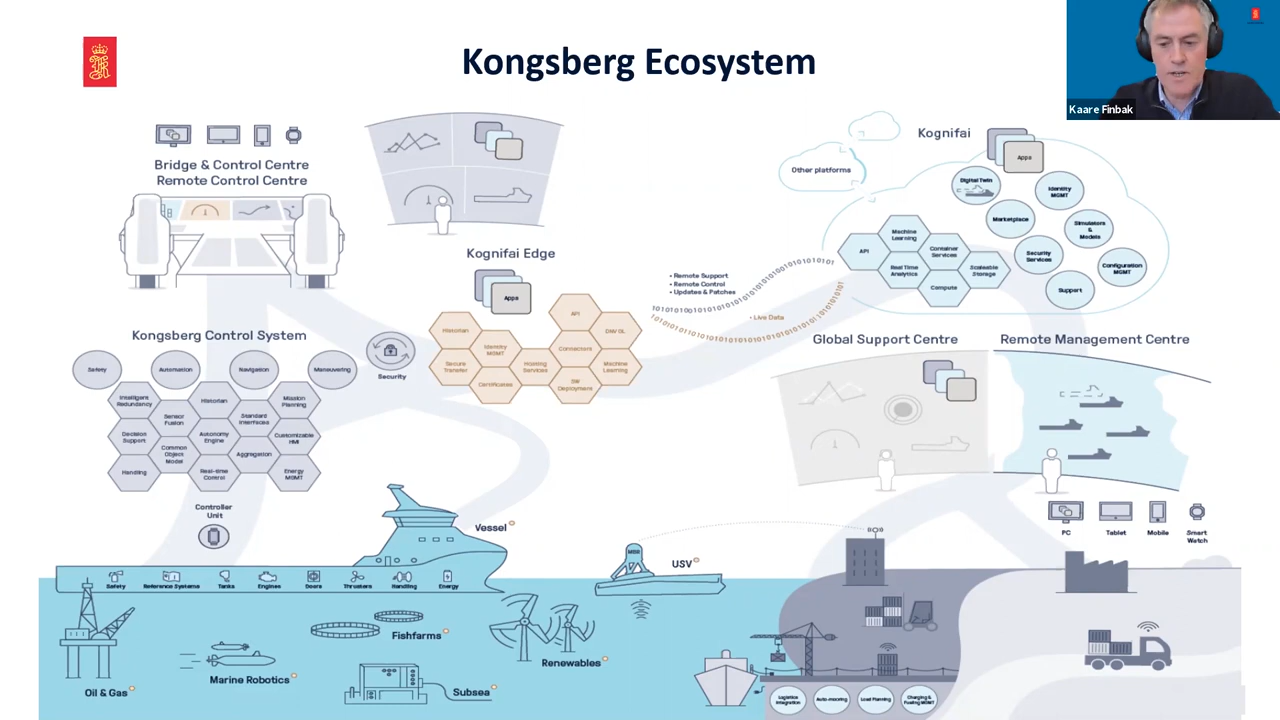 Kongsberg Ecosystem
Kaare Finbak
Bridge & Control Centre
Remote Control Centre
Kognifai
Apps
Other platforms
Digital Twin
Identity
MGMT
Marketplace
Simulators
&
Models
Security
Services
Configuration
MGMT
Support
API
Machine
Learning
Container
Services
Real Time
Analytics
Scaleable
Storage
Compute
Kognifai Edge
Apps
• Remote Support
• Remote Control
• Updates & Patches
• Live Data
Historian
Identity
MGMT
Secure
Transfer
Certificates
Hosting
Services
API
Connectors
SW
Deployment
Machine
Learning
Security
Kongsberg Control System
Safety
Automation
Navigation
Maneuvering
Intelligent
Redundancy
Sensor
Fusion
Historian
Standard
Interfaces
Mission
Planning
Decision
Support
Common
Object
Model
Autonomy
Engine
Aggregation
Customizable
HMI
Handling
Real-time
Control
Energy
MGMT
Controller
Unit
Global Support Centre
Remote Management Centre
PC
Tablet
Mobile
Smart
Watch
Vessel
Safety
Reference Systems
Tanks
Engines
Doors
Thrusters
Handling
Energy
MBR
USV
Fishfarms
Renewables
Oil & Gas
Marine Robotics
Subsea
Logistics
Integration
Auto-mooring
Load Planning
Charging &
Fueling MGMT